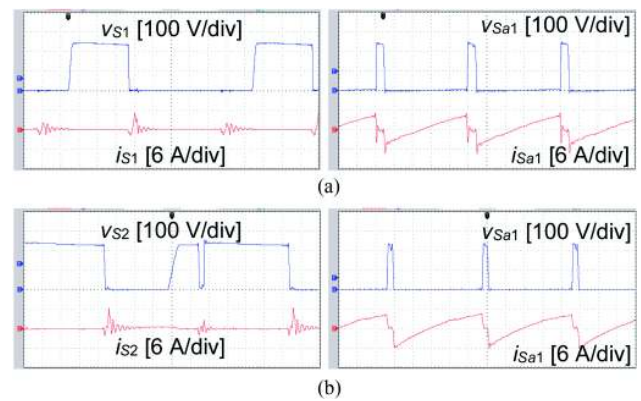 vS1 [100 V/div]
iS1 [6 A/div]
vSa1 [100 V/div]
iSa1 [6 A/div]
(a)
vS2 [100 V/div]
iS2 [6 A/div]
vSa1 [100 V/div]
iSa1 [6 A/div]
(b)